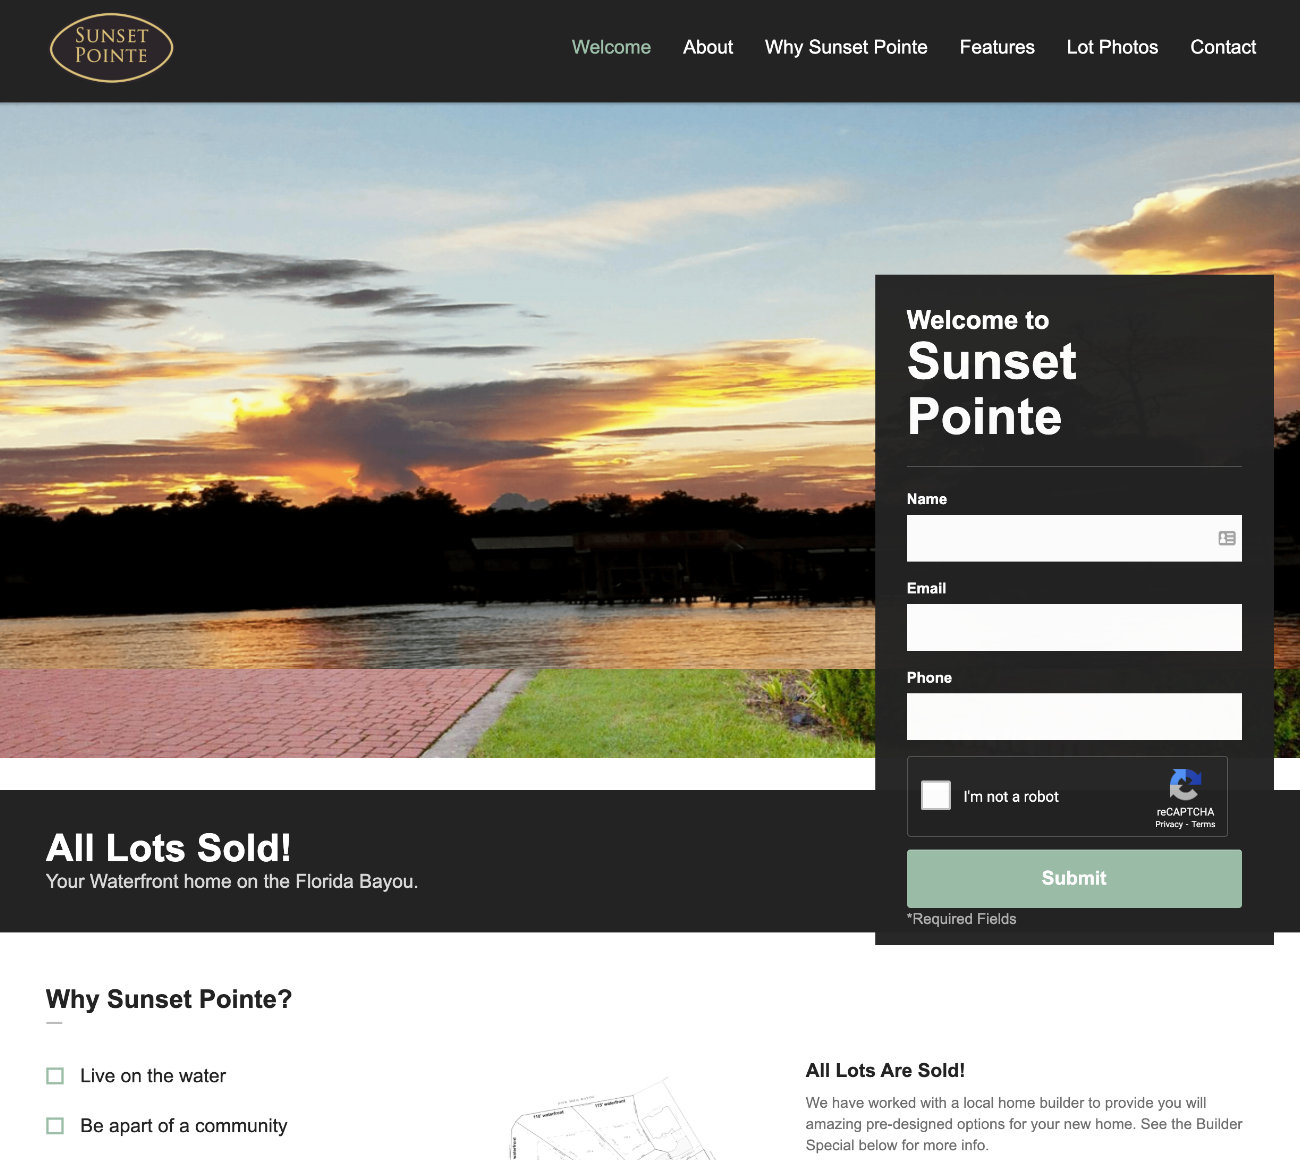 SUNSET
POINTE
Welcome
About
Why Sunset Pointe
Features
Lot Photos
Contact
Welcome to
Sunset
Pointe
Name
Email
Phone
I'm not a robot
reCAPTCHA
Privacy - Terms
Submit
*Required Fields
All Lots Sold!
Your Waterfront home on the Florida Bayou.
Why Sunset Pointe?
Live on the water
Be apart of a community
All Lots Are Sold!
We have worked with a local home builder to provide you will
amazing pre-designed options for your new home. See the Builder
Special below for more info.